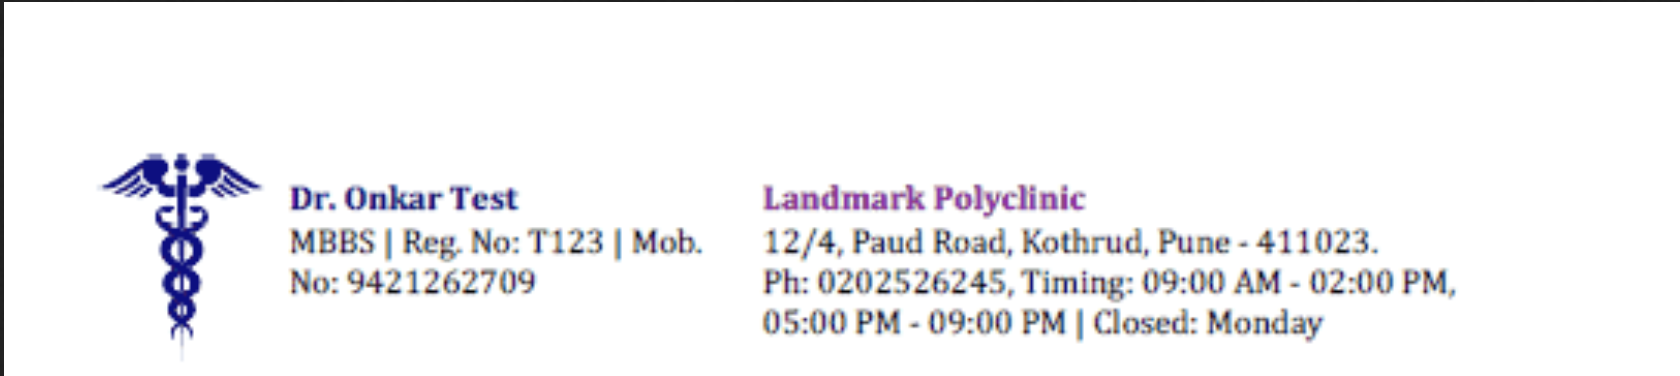 Dr. Onkar Test
MBBS | Reg. No: T123 | Mob.
No: 9421262709
Landmark Polyclinic
12/4, Paud Road, Kothrud, Pune - 411023.
Ph: 0202526245, Timing: 09:00 AM - 02:00 PM,
05:00 PM - 09:00 PM | Closed: Monday